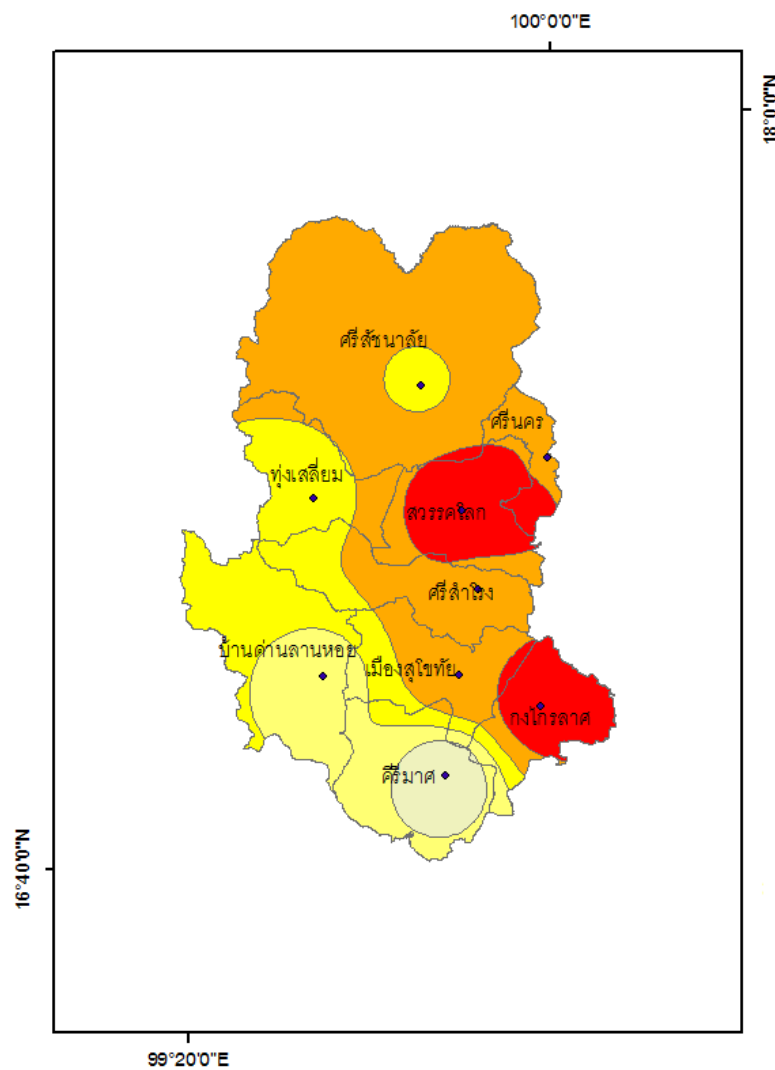 100°0'0"E
18°0'0"N
ศรีสัชนาลัย
ศรีนคร
ทุ่งเสลี่ยม
สวรรคโลก
ศรีสำโรง
บ้านด่านลานหอย
เมืองสุโขทัย
กงไกรลาศ
คีรีมาศ
16°40'0"N
99°20'0"E